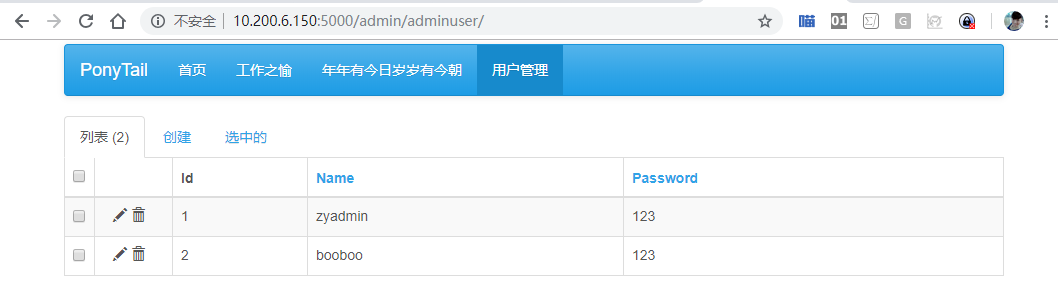 不安全 | 10.200.6.150:5000/admin/adminuser/
01
G
PonyTail 首页 工作之愉 年年有今日岁岁有今朝 用户管理
列表 (2) 创建 选中的
Id Name Password
1 zyadmin 123
2 booboo 123